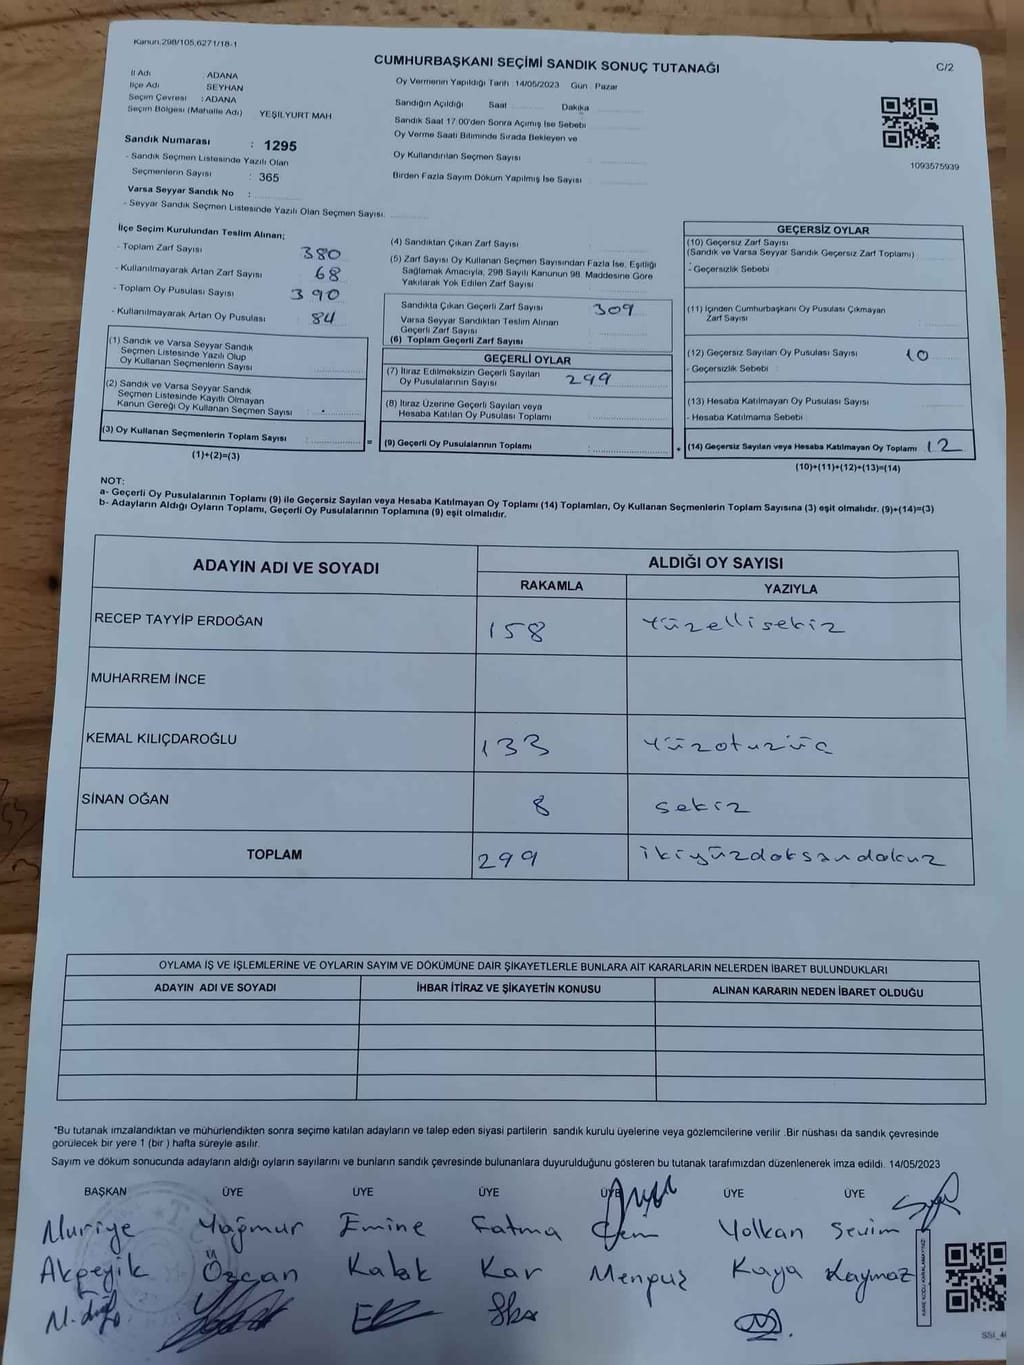 Kanun.298/105,6271/18-1
CUMHURBAŞKANI SEÇİMİ SANDIK SONUÇ TUTANAĞI
C/2
İl Adı : ADANA
İlçe Adı : SEYHAN
Seçim Çevresi : ADANA
Seçim Bölgesi (Mahalle Adı) YEŞİLYURT MAH.
Oy Vermenin Yapıldığı Tarih :14/05/2023 Gün : Pazar
Sandığın Açıldığı Saat Dakika
Sandık Saat 17.00'den Sonra Açılmış İse Sebebi
Oy Verme Saati Bitiminde Sırada Bekleyen ve
Oy Kullandırılan Seçmen Sayısı
Birden Fazla Sayım Döküm Yapılmış İse Sayısı
1093575939
Sandık Numarası : 1295
- Sandık Seçmen Listesinde Yazılı Olan
Seçmenlerin Sayısı : 365
Varsa Seyyar Sandık No :
- Seyyar Sandık Seçmen Listesinde Yazılı Olan Seçmen Sayısı
İlçe Seçim Kurulundan Teslim Alınan;
- Toplam Zarf Sayısı 380
- Kullanılmayarak Artan Zarf Sayısı 68
- Toplam Oy Pusulası Sayısı 390
- Kullanılmayarak Artan Oy Pusulası 84
(1) Sandık ve Varsa Seyyar Sandık
Seçmen Listesinde Yazılı Olup
Oy Kullanan Seçmenlerin Sayısı
(2) Sandık ve Varsa Seyyar Sandık
Seçmen Listesinde Kayıtlı Olmayan
Kanun Gereği Oy Kullanan Seçmen Sayısı :
(3) Oy Kullanan Seçmenlerin Toplam Sayısı :
(1)+(2)=(3)
(4) Sandıktan Çıkan Zarf Sayısı
(5) Zarf Sayısı Oy Kullanan Seçmen Sayısından Fazla İse, Eşitliği
Sağlamak Amacıyla, 298 Sayılı Kanunun 98. Maddesine Göre
Yakılarak Yok Edilen Zarf Sayısı
Sandıkta Çıkan Geçerli Zarf Sayısı 309
Varsa Seyyar Sandıktan Teslim Alınan
Geçerli Zarf Sayısı
(6) Toplam Geçerli Zarf Sayısı
GEÇERLİ OYLAR
(7) İtiraz Edilmeksizin Geçerli Sayılan
Oy Pusulalarının Sayısı 299
(8) İtiraz Üzerine Geçerli Sayılan veya
Hesaba Katılan Oy Pusulası Toplamı
= (9) Geçerli Oy Pusulalarının Toplamı :
GEÇERSİZ OYLAR
(10) Geçersiz Zarf Sayısı
(Sandık ve Varsa Seyyar Sandık Geçersiz Zarf Toplamı)
- Geçersizlik Sebebi
(11) İçinden Cumhurbaşkanı Oy Pusulası Çıkmayan
Zarf Sayısı
(12) Geçersiz Sayılan Oy Pusulası Sayısı 10
- Geçersizlik Sebebi
(13) Hesaba Katılmayan Oy Pusulası Sayısı
- Hesaba Katılmama Sebebi
+ (14) Geçersiz Sayılan veya Hesaba Katılmayan Oy Toplamı 12
(10)+(11)+(12)+(13)=(14)
NOT:
a- Geçerli Oy Pusulalarının Toplamı (9) ile Geçersiz Sayılan veya Hesaba Katılmayan Oy Toplamı (14) Toplamları, Oy Kullanan Seçmenlerin Toplam Sayısına (3) eşit olmalıdır. (9)+(14)=(3)
b- Adayların Aldığı Oyların Toplamı, Geçerli Oy Pusulalarının Toplamına (9) eşit olmalıdır.
ADAYIN ADI VE SOYADI
ALDIĞI OY SAYISI
RAKAMLA YAZIYLA
RECEP TAYYİP ERDOĞAN 158 Yüzellisekiz
MUHARREM İNCE
KEMAL KILIÇDAROĞLU 133 Yüzotuzüç
SİNAN OĞAN 8 sekiz
TOPLAM 299 ikiyüzdoksandokuz
OYLAMA İŞ VE İŞLEMLERİNE VE OYLARIN SAYIM VE DÖKÜMÜNE DAİR ŞİKAYETLERLE BUNLARA AİT KARARLARIN NELERDEN İBARET BULUNDUKLARI
ADAYIN ADI VE SOYADI İHBAR İTİRAZ VE ŞİKAYETİN KONUSU ALINAN KARARIN NEDEN İBARET OLDUĞU
*Bu tutanak imzalandıktan ve mühürlendikten sonra seçime katılan adayların ve talep eden siyasi partilerin sandık kurulu üyelerine veya gözlemcilerine verilir .Bir nüshası da sandık çevresinde
görülecek bir yere 1 (bir ) hafta süreyle asılır.
Sayım ve döküm sonucunda adayların aldığı oyların sayılarını ve bunların sandık çevresinde bulunanlara duyurulduğunu gösteren bu tutanak tarafımızdan düzenlenerek imza edildi. 14/05/2023
BAŞKAN ÜYE ÜYE ÜYE ÜYE ÜYE ÜYE
Nuriye Yağmur Emine Fatma Cem Volkan Sevim
Akpeyik Özcan Kalak Kar Menpuz Kaya Kaymaz
KARE KODU KARALAMAYINIZ